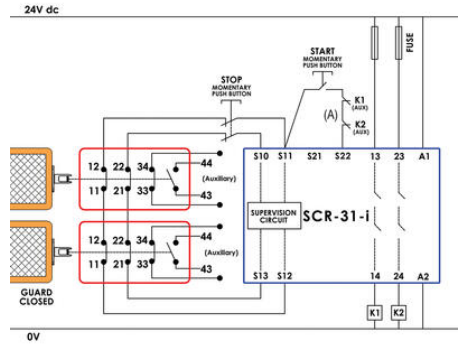 24V dc
START
MOMENTARY
PUSH BUTTON
FUSE
STOP
MOMENTARY
PUSH BUTTON
K1
(AUX)
(A)
K2
(AUX)
12 22 34
44
(Auxiliary)
11 21 33
43
S10 S11 S21 S22 13 23 A1
SUPERVISION
CIRCUIT
SCR-31-i
12 22 34
44
(Auxiliary)
11 21 33
43
S13 S12 14 24 A2
GUARD
CLOSED
K1 K2
0V